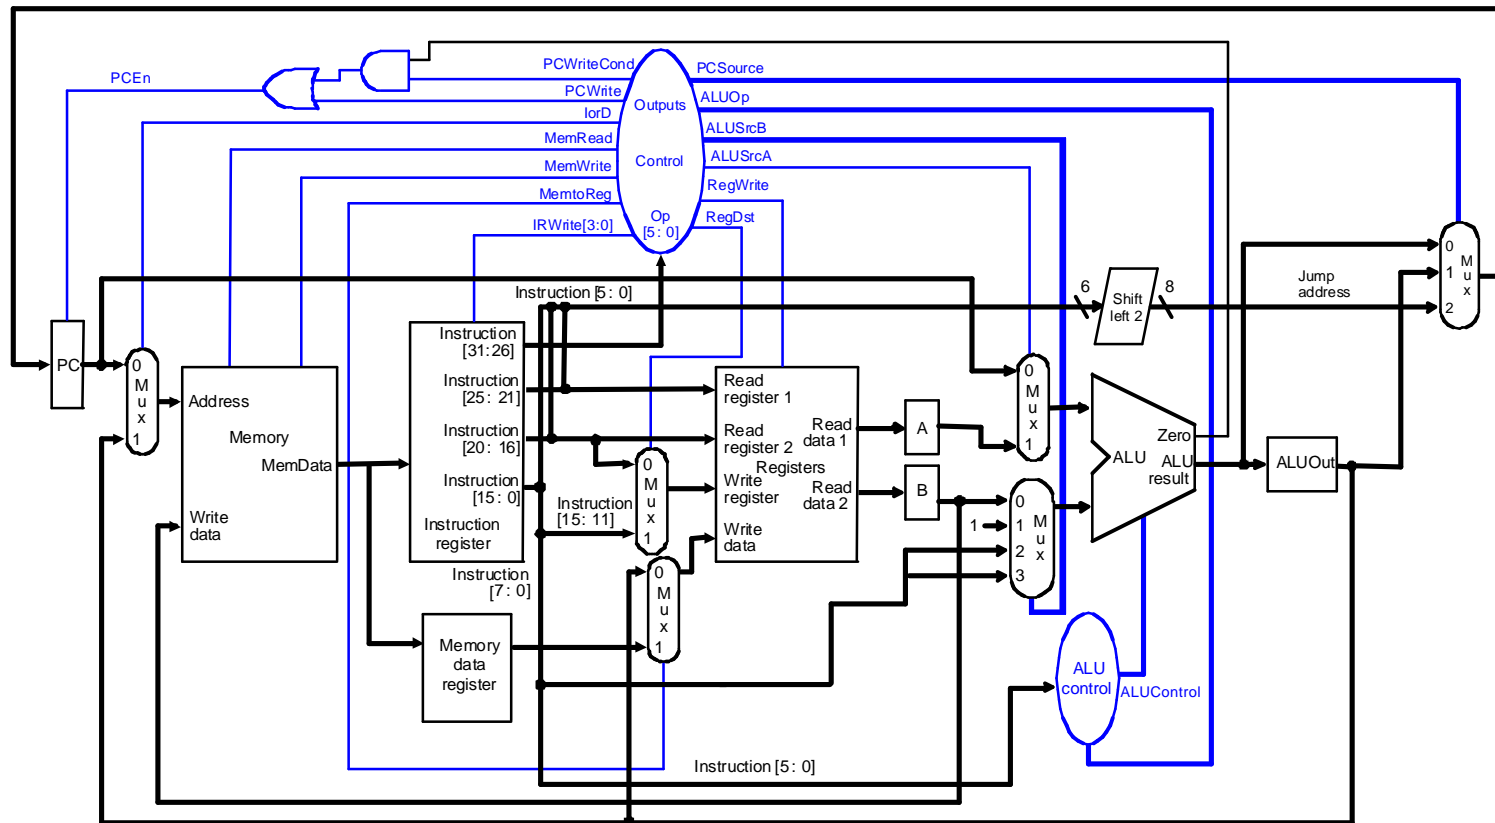 PCEn
PCWriteCond
PCWrite
IorD
MemRead
MemWrite
MemtoReg
IRWrite[3:0]
Outputs
Control
Op
[5:0]
PCSource
ALUOp
ALUSrcB
ALUSrcA
RegWrite
RegDst
Instruction [5:0]
6
Shift
left 2
8
Jump
address
0
1
2
M
u
x
PC
0
M
u
x
1
Address
Memory
MemData
Write
data
Instruction
[31:26]
Instruction
[25:21]
Instruction
[20:16]
Instruction
[15:0]
Instruction
register
Instruction
[7:0]
Instruction
[15:11]
0
M
u
x
1
0
M
u
x
1
Memory
data
register
Read
register 1
Read
register 2
Registers
Write
register
Write
data
Read
data 1
Read
data 2
A
B
0
M
u
x
1
1
0
1
2
3
M
u
x
Zero
ALU
ALU
result
ALUOut
ALU
control
ALUControl
Instruction [5:0]